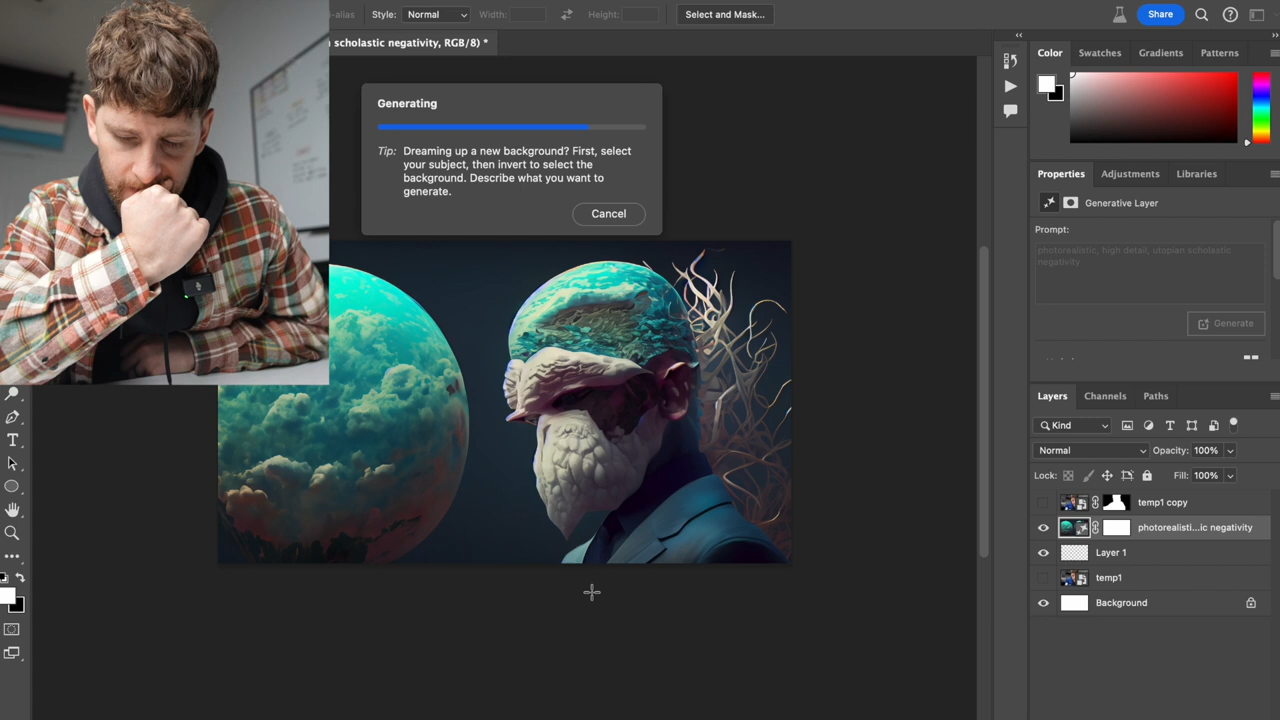 -alias
Style: Normal
Width:
Height:
Select and Mask...
Share
scholastic negativity, RGB/8) *
Generating
Tip: Dreaming up a new background? First, select
your subject, then invert to select the
background. Describe what you want to
generate.
Cancel
Color
Swatches
Gradients
Patterns
Properties
Adjustments
Libraries
Generative Layer
Prompt:
photorealistic, high detail, utopian scholastic
negativity
Generate
Layers
Channels
Paths
Kind
Normal
Opacity: 100%
Lock:
Fill: 100%
temp1 copy
photorealisti...ic negativity
Layer 1
temp1
Background